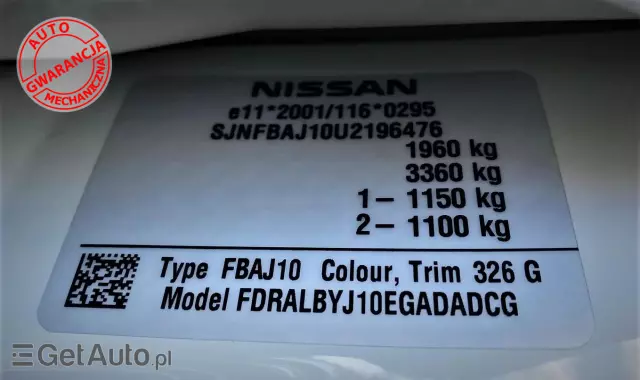 AUTO
GWARANCJA
MECHANICZNA
NISSAN
e11*2001/116*0295
SJNFBAJ10U2196476
1960 kg
3360 kg
1- 1150 kg
2- 1100 kg
Type FBAJ10 Colour, Trim 326 G
Model FDRALBYJ10EGADADCG
GetAuto.pl